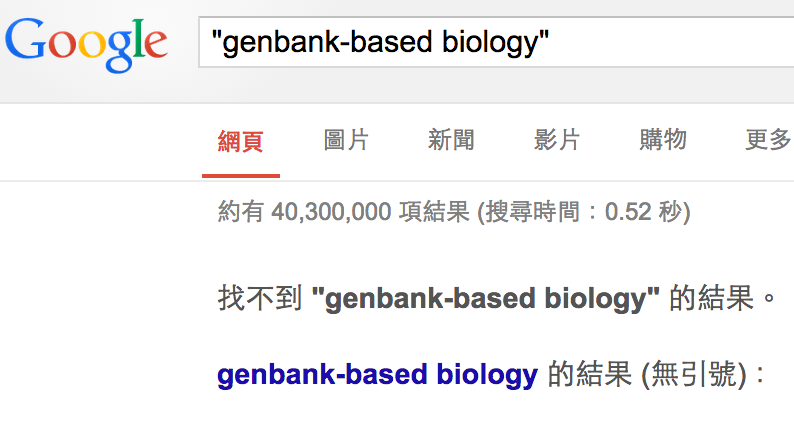 Google
"genbank-based biology"
網頁 圖片 新聞 影片 購物 更多
約有 40,300,000 項結果 (搜尋時間：0.52 秒)
找不到 "genbank-based biology" 的結果。
genbank-based biology 的結果 (無引號)：